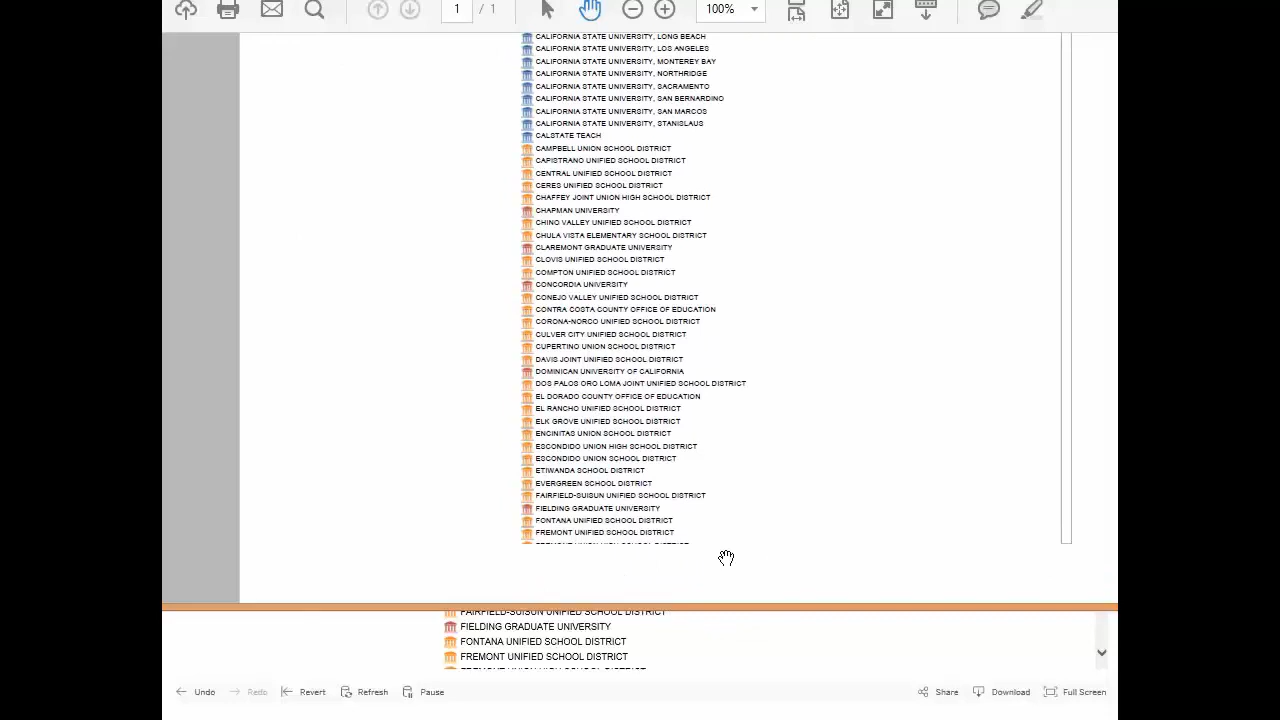 1 / 1
100%
CALIFORNIA STATE UNIVERSITY, LONG BEACH
CALIFORNIA STATE UNIVERSITY, LOS ANGELES
CALIFORNIA STATE UNIVERSITY, MONTEREY BAY
CALIFORNIA STATE UNIVERSITY, NORTHRIDGE
CALIFORNIA STATE UNIVERSITY, SACRAMENTO
CALIFORNIA STATE UNIVERSITY, SAN BERNARDINO
CALIFORNIA STATE UNIVERSITY, SAN MARCOS
CALIFORNIA STATE UNIVERSITY, STANISLAUS
CALSTATE TEACH
CAMPBELL UNION SCHOOL DISTRICT
CAPISTRANO UNIFIED SCHOOL DISTRICT
CENTRAL UNIFIED SCHOOL DISTRICT
CERES UNIFIED SCHOOL DISTRICT
CHAFFEY JOINT UNION HIGH SCHOOL DISTRICT
CHAPMAN UNIVERSITY
CHINO VALLEY UNIFIED SCHOOL DISTRICT
CHULA VISTA ELEMENTARY SCHOOL DISTRICT
CLAREMONT GRADUATE UNIVERSITY
CLOVIS UNIFIED SCHOOL DISTRICT
COMPTON UNIFIED SCHOOL DISTRICT
CONCORDIA UNIVERSITY
CONEJO VALLEY UNIFIED SCHOOL DISTRICT
CONTRA COSTA COUNTY OFFICE OF EDUCATION
CORONA-NORCO UNIFIED SCHOOL DISTRICT
CULVER CITY UNIFIED SCHOOL DISTRICT
CUPERTINO UNION SCHOOL DISTRICT
DAVIS JOINT UNIFIED SCHOOL DISTRICT
DOMINICAN UNIVERSITY OF CALIFORNIA
DOS PALOS ORO LOMA JOINT UNIFIED SCHOOL DISTRICT
EL DORADO COUNTY OFFICE OF EDUCATION
EL RANCHO UNIFIED SCHOOL DISTRICT
ELK GROVE UNIFIED SCHOOL DISTRICT
ENCINITAS UNION SCHOOL DISTRICT
ESCONDIDO UNION HIGH SCHOOL DISTRICT
ESCONDIDO UNION SCHOOL DISTRICT
ETIWANDA SCHOOL DISTRICT
EVERGREEN SCHOOL DISTRICT
FAIRFIELD-SUISUN UNIFIED SCHOOL DISTRICT
FIELDING GRADUATE UNIVERSITY
FONTANA UNIFIED SCHOOL DISTRICT
FREMONT UNIFIED SCHOOL DISTRICT
FAIRFIELD-SUISUN UNIFIED SCHOOL DISTRICT
FIELDING GRADUATE UNIVERSITY
FONTANA UNIFIED SCHOOL DISTRICT
FREMONT UNIFIED SCHOOL DISTRICT
Undo Redo Revert Refresh Pause Share Download Full Screen